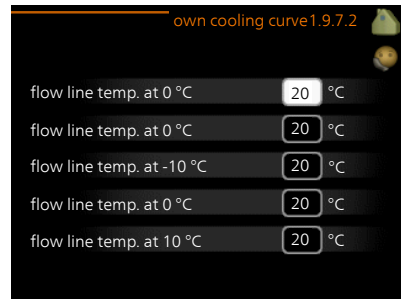 own cooling curve1.9.7.2
flow line temp. at 0 °C 20 °C
flow line temp. at 0 °C 20 °C
flow line temp. at -10 °C 20 °C
flow line temp. at 0 °C 20 °C
flow line temp. at 10 °C 20 °C